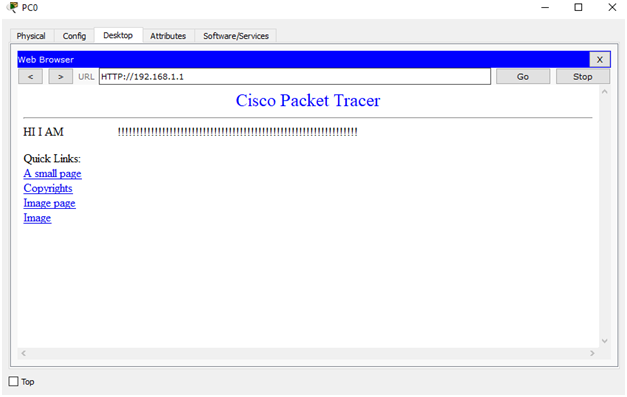 PC0
Physical Config Desktop Attributes Software/Services
Web Browser X
< > URL HTTP://192.168.1.1 Go Stop
Cisco Packet Tracer
HI I AM !!!!!!!!!!!!!!!!!!!!!!!!!!!!!!!!!!!!!!!!!!!!!!!!!!!!!!!!!!!!!!!!!
Quick Links:
A small page
Copyrights
Image page
Image
Top